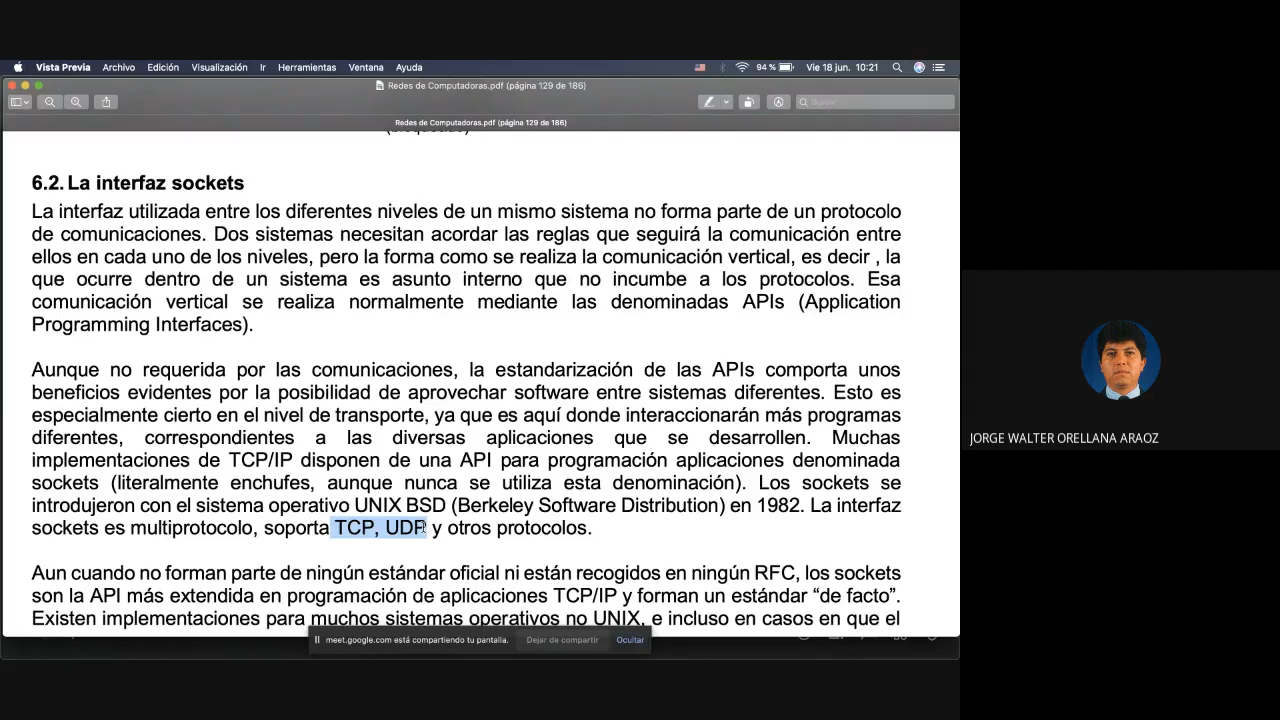 Vista Previa Archivo Edición Visualización Ir Herramientas Ventana Ayuda 94 % Vie 18 jun. 10:21
Redes de Computadoras.pdf (página 129 de 186)
Buscar
Redes de Computadoras.pdf (página 129 de 186)
(bloqueado)
6.2. La interfaz sockets
La interfaz utilizada entre los diferentes niveles de un mismo sistema no forma parte de un protocolo
de comunicaciones. Dos sistemas necesitan acordar las reglas que seguirá la comunicación entre
ellos en cada uno de los niveles, pero la forma como se realiza la comunicación vertical, es decir , la
que ocurre dentro de un sistema es asunto interno que no incumbe a los protocolos. Esa
comunicación vertical se realiza normalmente mediante las denominadas APIs (Application
Programming Interfaces).
Aunque no requerida por las comunicaciones, la estandarización de las APIs comporta unos
beneficios evidentes por la posibilidad de aprovechar software entre sistemas diferentes. Esto es
especialmente cierto en el nivel de transporte, ya que es aquí donde interaccionarán más programas
diferentes, correspondientes a las diversas aplicaciones que se desarrollen. Muchas
implementaciones de TCP/IP disponen de una API para programación aplicaciones denominada
sockets (literalmente enchufes, aunque nunca se utiliza esta denominación). Los sockets se
introdujeron con el sistema operativo UNIX BSD (Berkeley Software Distribution) en 1982. La interfaz
sockets es multiprotocolo, soporta TCP, UDP y otros protocolos.
Aun cuando no forman parte de ningún estándar oficial ni están recogidos en ningún RFC, los sockets
son la API más extendida en programación de aplicaciones TCP/IP y forman un estándar “de facto”.
Existen implementaciones para muchos sistemas operativos no UNIX, e incluso en casos en que el
meet.google.com está compartiendo tu pantalla. Dejar de compartir Ocultar
JORGE WALTER ORELLANA ARAOZ